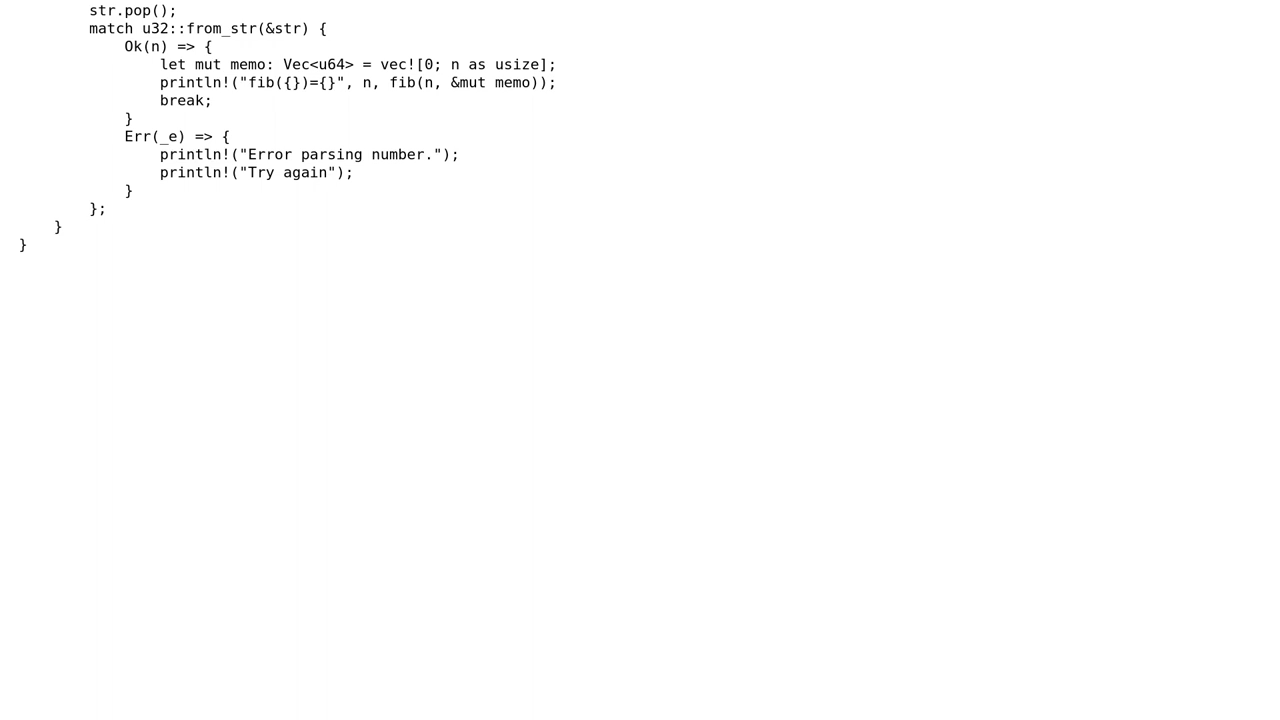 str.pop();
        match u32::from_str(&str) {
            Ok(n) => {
                let mut memo: Vec<u64> = vec![0; n as usize];
                println!("fib({})={}", n, fib(n, &mut memo));
                break;
            }
            Err(_e) => {
                println!("Error parsing number.");
                println!("Try again");
            }
        };
    }
}